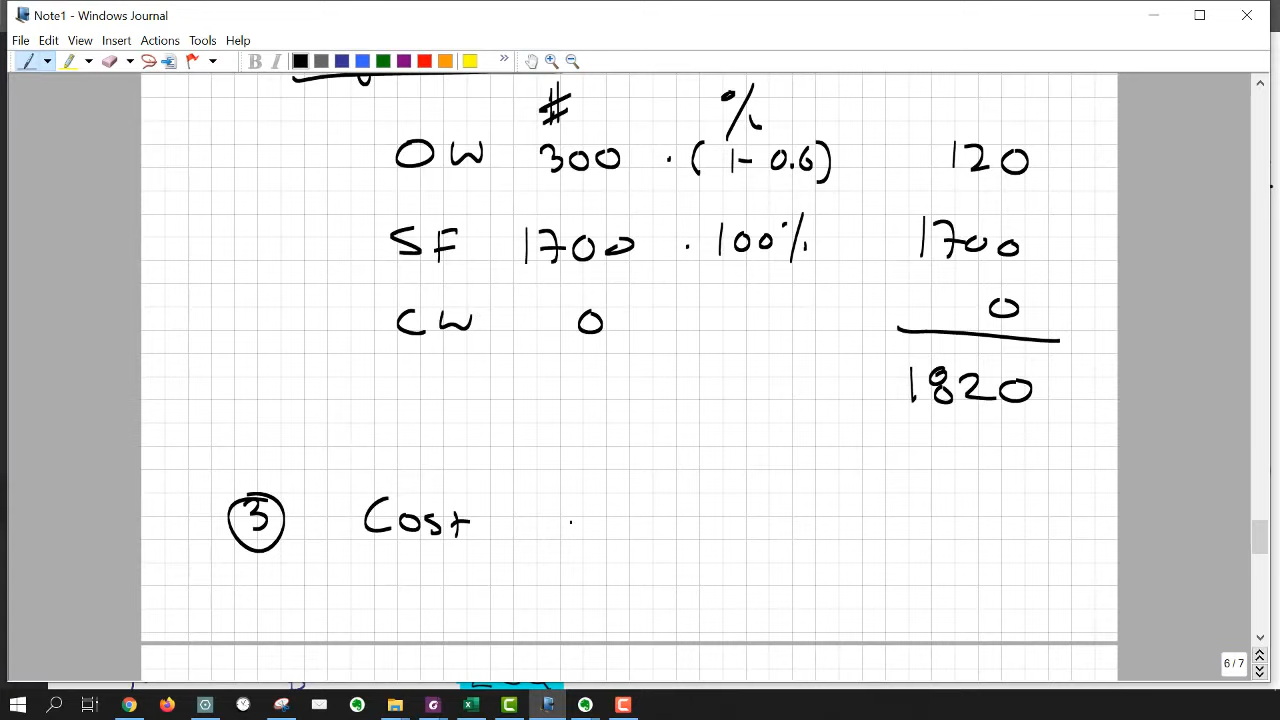 Note1 - Windows Journal
File Edit View Insert Actions Tools Help
B I
# %
OW 300 · (1-0.6) 120
SF 1700 · 100% 1700
CW 0 0
1820
3 Cost
6 / 7